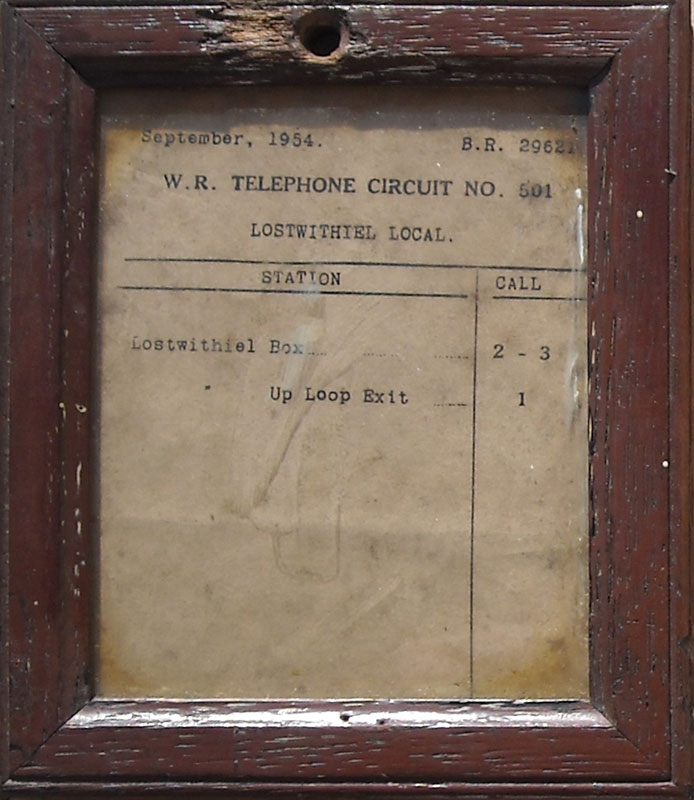 September, 1954. B.R. 29621
W.R. TELEPHONE CIRCUIT NO. 501
LOSTWITHIEL LOCAL.
STATION CALL
Lostwithiel Box 2 - 3
" Up Loop Exit 1